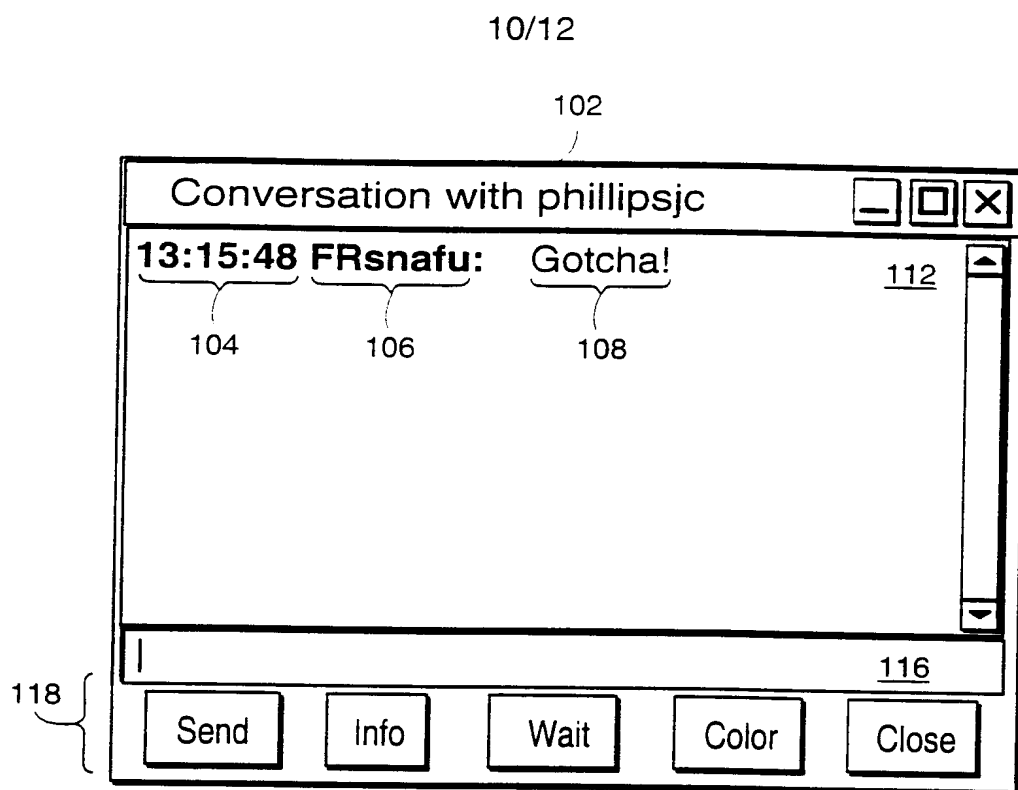 10/12
102
Conversation with phillipsjc
13:15:48 FRsnafu: Gotcha!
112
104 106 108
116
118
Send Info Wait Color Close